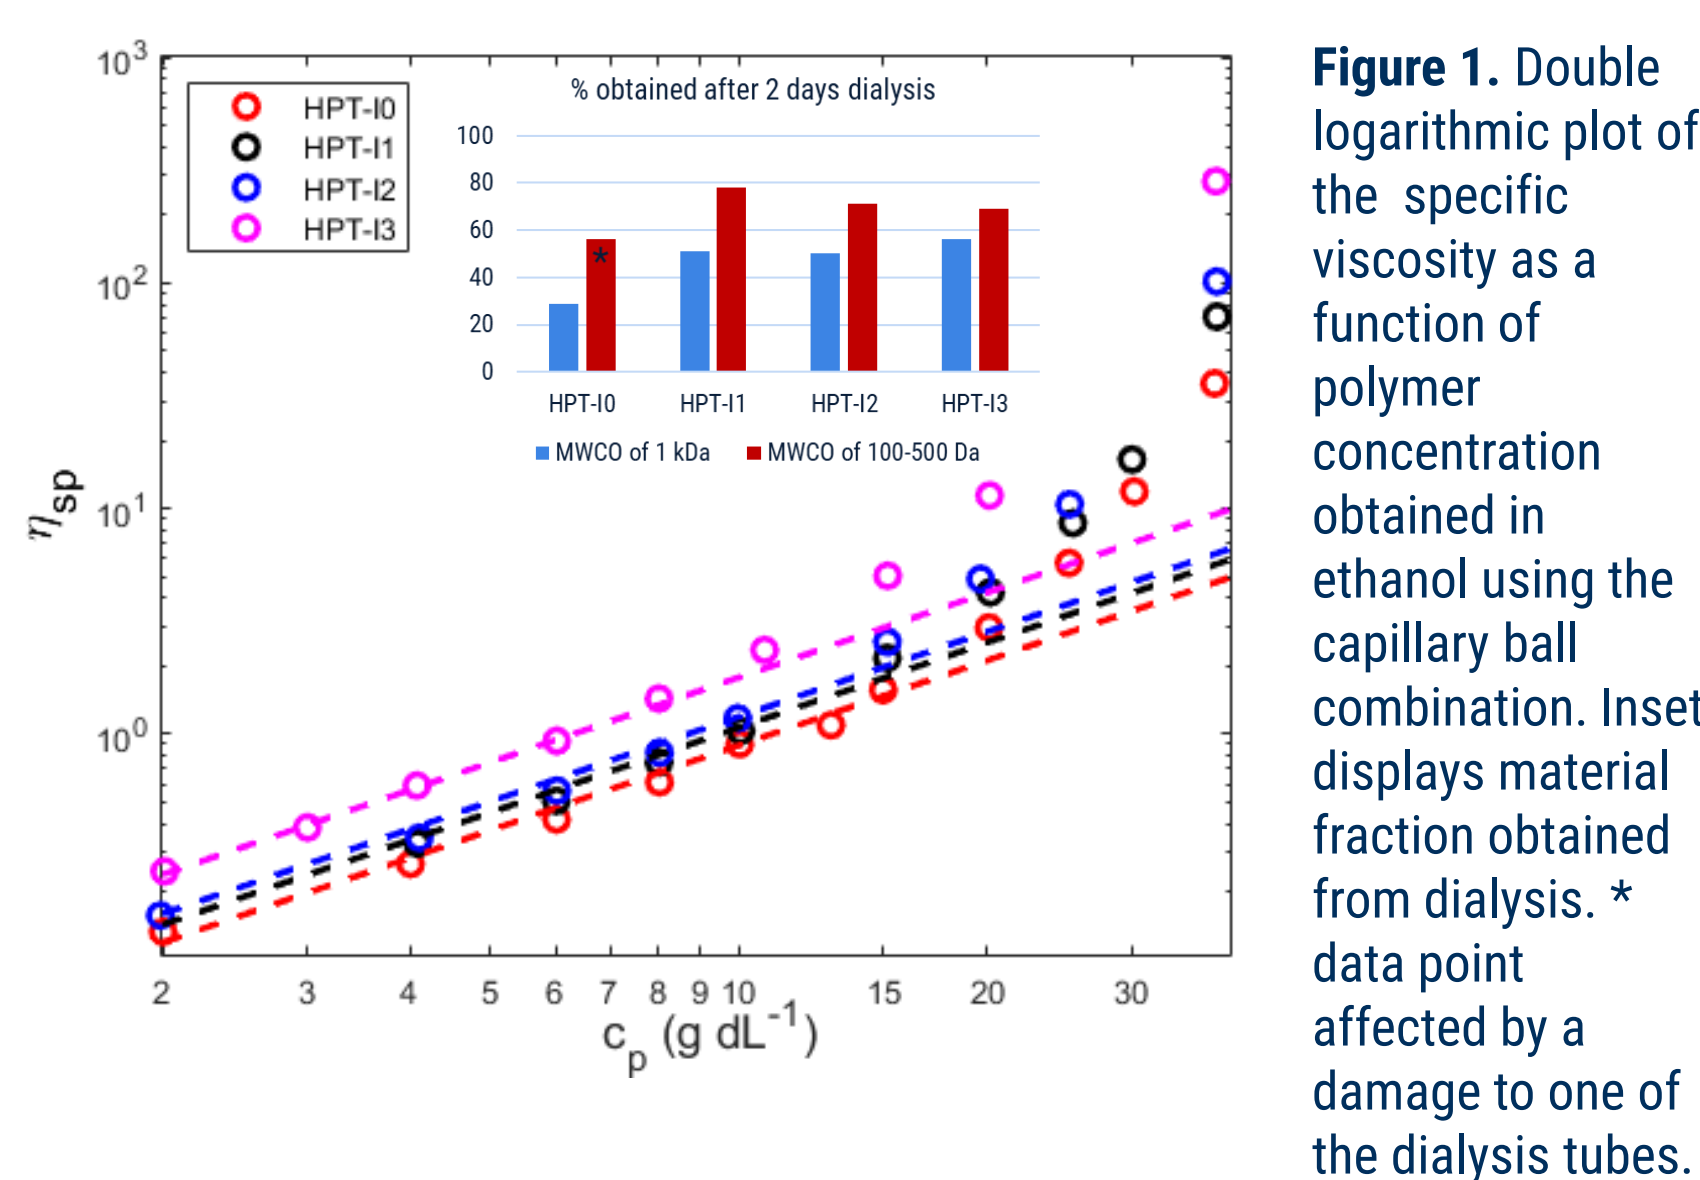 10³
10²
10¹
10⁰
ηsp
HPT-I0
HPT-I1
HPT-I2
HPT-I3
% obtained after 2 days dialysis
100
80
60
40
20
0
*
HPT-I0 HPT-I1 HPT-I2 HPT-I3
MWCO of 1 kDa MWCO of 100-500 Da
2 3 4 5 6 7 8 9 10 15 20 30
cp (g dL⁻¹)
Figure 1. Double
logarithmic plot of
the specific
viscosity as a
function of
polymer
concentration
obtained in
ethanol using the
capillary ball
combination. Inset
displays material
fraction obtained
from dialysis. *
data point
affected by a
damage to one of
the dialysis tubes.